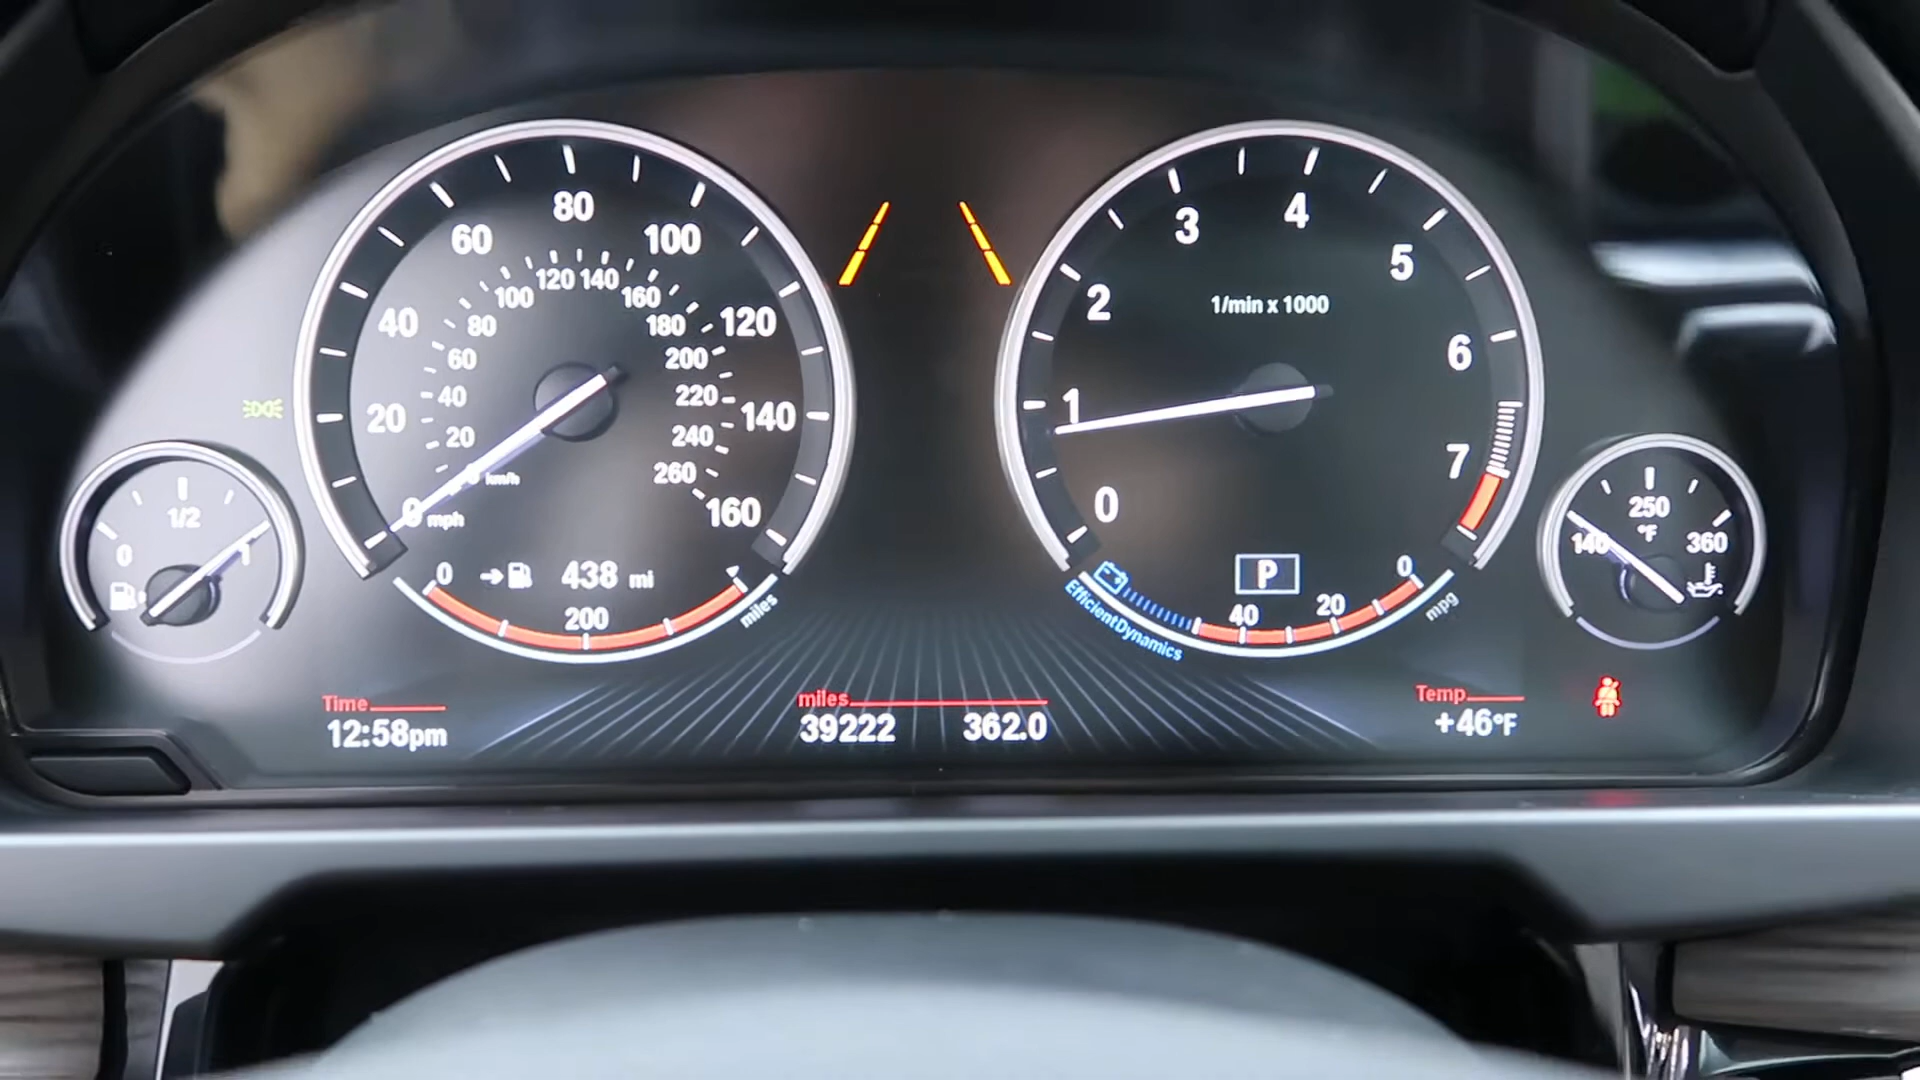 80
60
100
40
120
20
140
0 mph
160
120 140
100
160
80
180
60
200
40
220
20
240
km/h
260
0
438 mi
200
miles
0
1/2
1
1/min x 1000
4
3
5
2
6
1
7
0
P
0
20
40
mpg
EfficientDynamics
250
°F
140
360
Time
12:58pm
miles
39222 362.0
Temp
+46°F